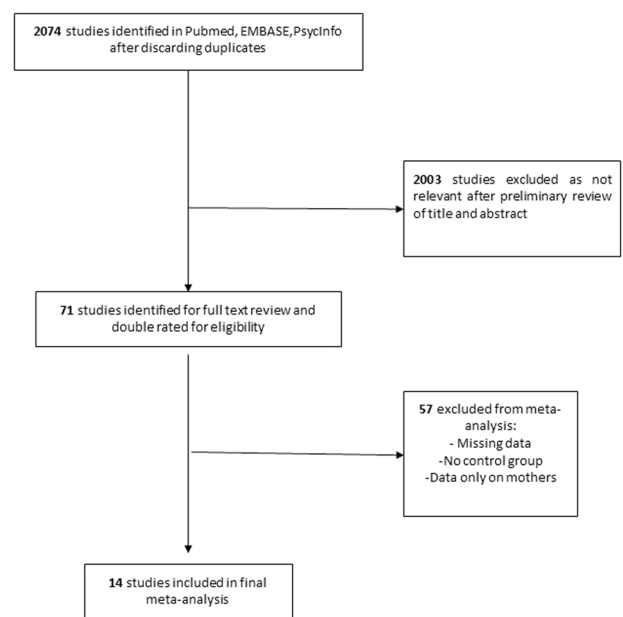 2074 studies identified in Pubmed, EMBASE,PsycInfo
after discarding duplicates
2003 studies excluded as not
relevant after preliminary review
of title and abstract
71 studies identified for full text review and
double rated for eligibility
57 excluded from meta-
analysis:
- Missing data
-No control group
-Data only on mothers
14 studies included in final
meta-analysis